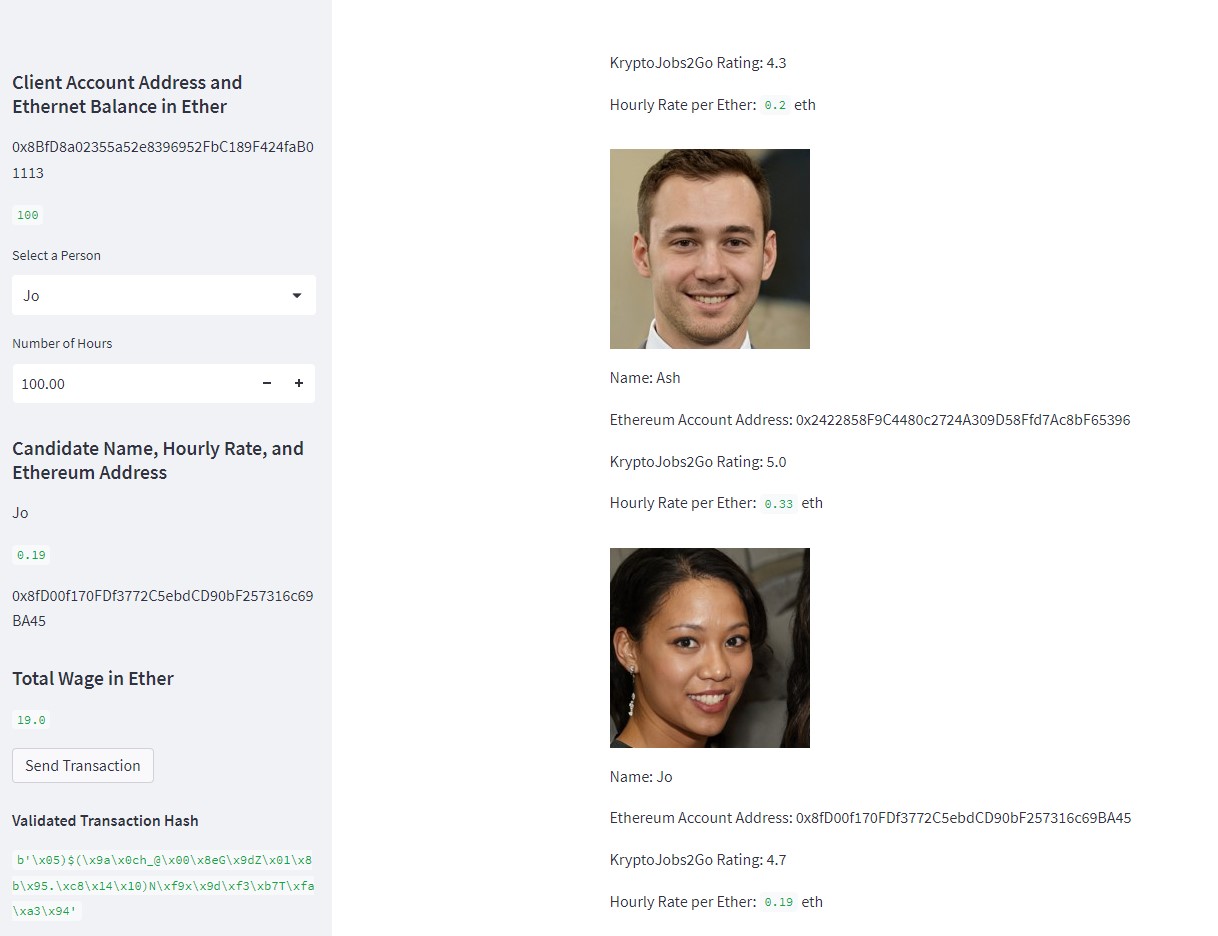 Client Account Address and
Ethernet Balance in Ether
0x8BfD8a02355a52e8396952FbC189F424faB0
1113
100
Select a Person
Jo
Number of Hours
100.00
Candidate Name, Hourly Rate, and
Ethereum Address
Jo
0.19
0x8fD00f170FDf3772C5ebdCD90bF257316c69
BA45
Total Wage in Ether
19.0
Send Transaction
Validated Transaction Hash
b'\x05)$(\x9a\x0ch_@\x00\x8eG\x9dZ\x01\x8
b\x95.\xc8\x14\x10)N\xf9x\x9d\xf3\xb7T\xfa
\xa3\x94'
KryptoJobs2Go Rating: 4.3
Hourly Rate per Ether: 0.2 eth
Name: Ash
Ethereum Account Address: 0x2422858F9C4480c2724A309D58Ffd7Ac8bF65396
KryptoJobs2Go Rating: 5.0
Hourly Rate per Ether: 0.33 eth
Name: Jo
Ethereum Account Address: 0x8fD00f170FDf3772C5ebdCD90bF257316c69BA45
KryptoJobs2Go Rating: 4.7
Hourly Rate per Ether: 0.19 eth